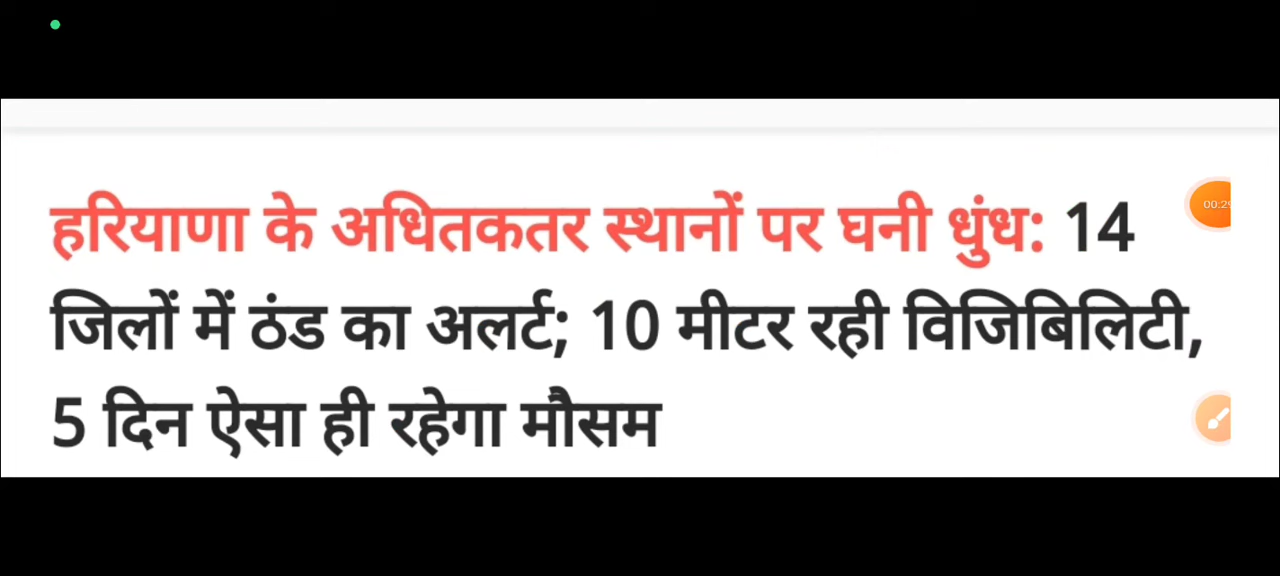 हरियाणा के अधितकतर स्थानों पर घनी धुंध: 14
जिलों में ठंड का अलर्ट; 10 मीटर रही विजिबिलिटी,
5 दिन ऐसा ही रहेगा मौसम